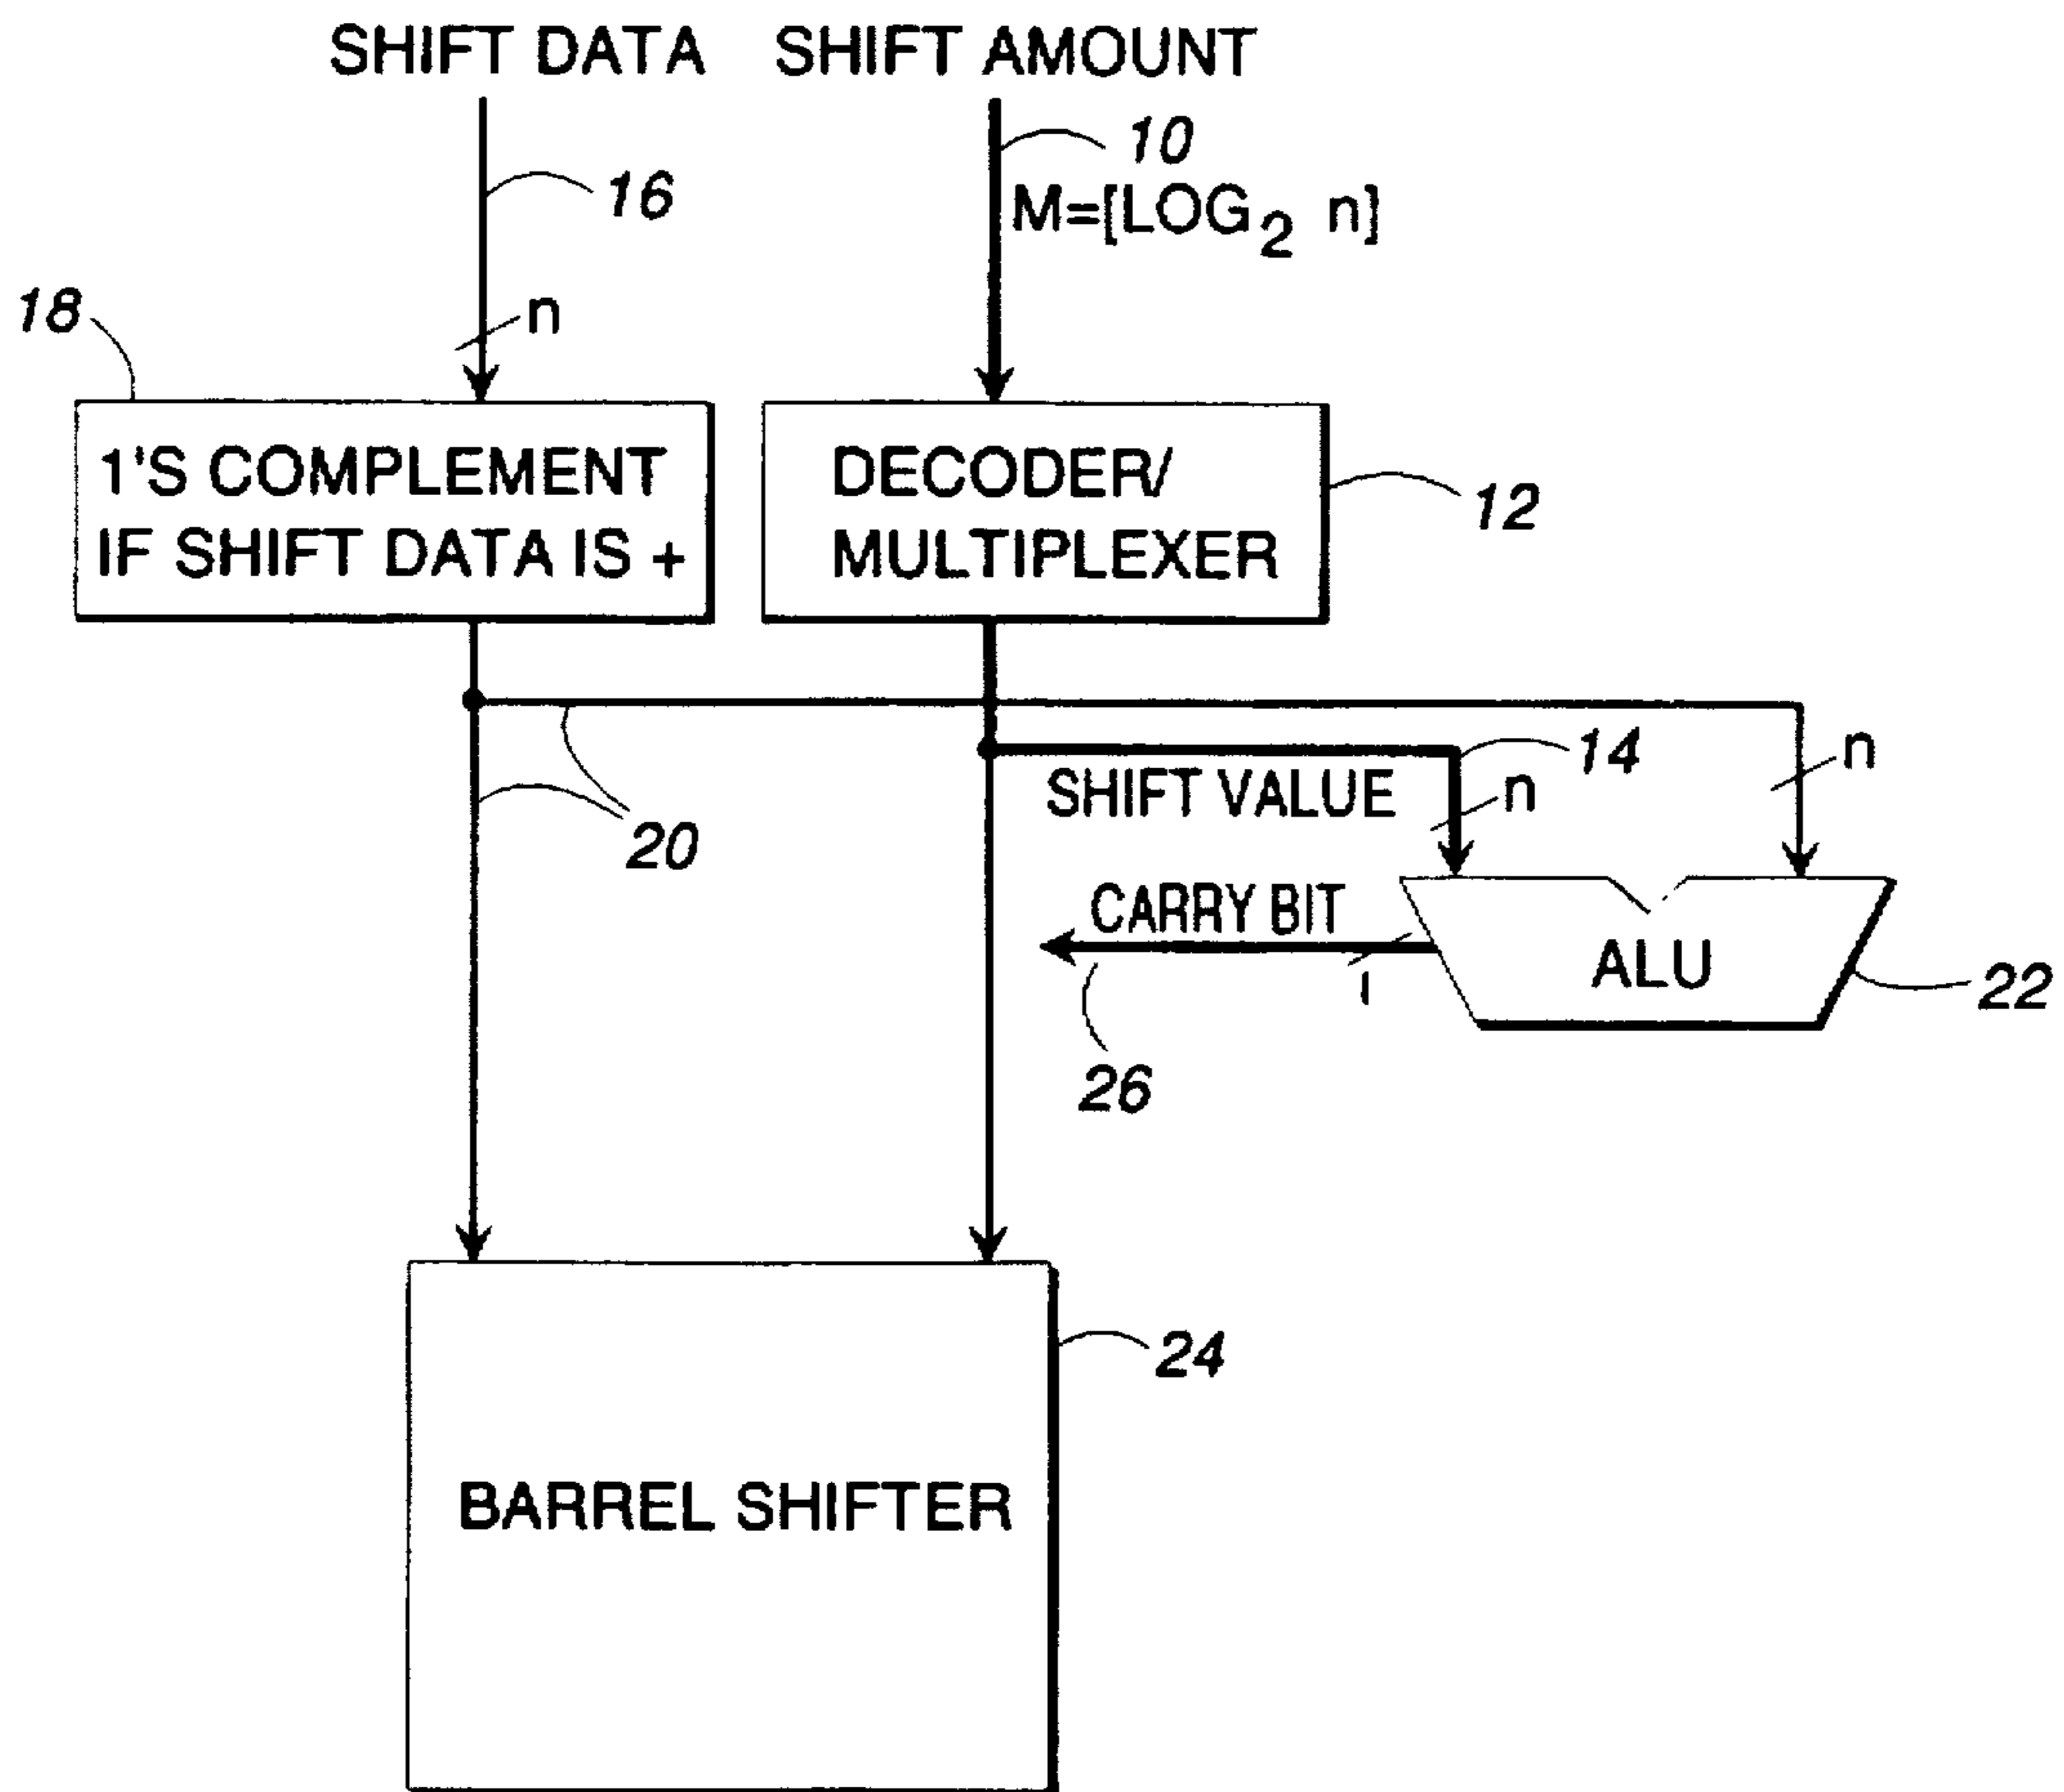 SHIFT DATA SHIFT AMOUNT
10
16
M=[LOG2 n]
18
n
1'S COMPLEMENT
IF SHIFT DATA IS +
DECODER/
MULTIPLEXER
12
14
n
SHIFT VALUE
n
20
CARRY BIT
1
ALU
22
26
24
BARREL SHIFTER